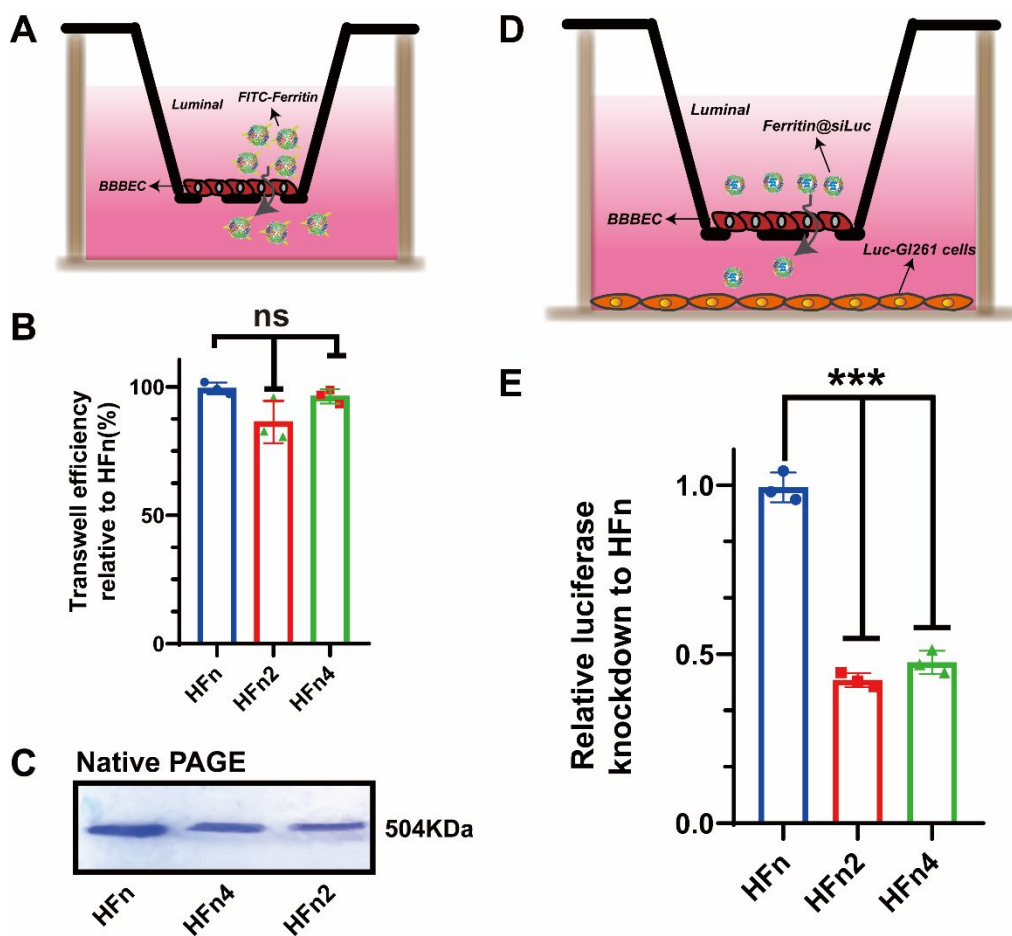 A
Luminal
FITC-Ferritin
BBBEC
B
ns
Transwell efficiency
relative to HFn(%)
100
50
0
HFn
HFn2
HFn4
C
Native PAGE
504KDa
HFn
HFn4
HFn2
D
Luminal
Ferritin@siLuc
BBBEC
Luc-Gl261 cells
E
***
Relative luciferase
knockdown to HFn
1.0
0.5
0.0
HFn
HFn2
HFn4